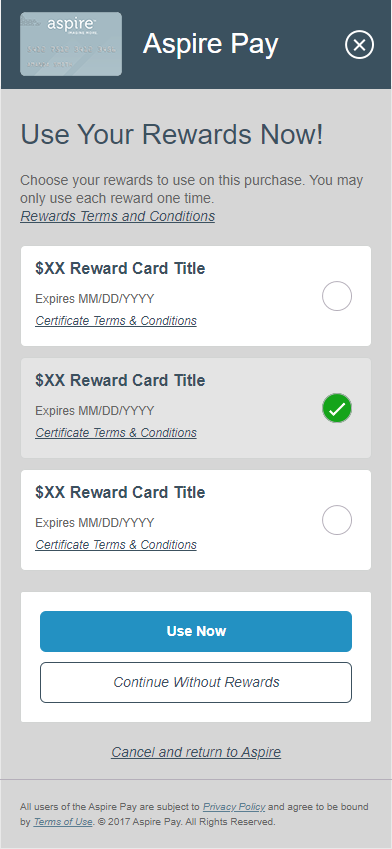 aspire
Aspire Pay
Use Your Rewards Now!
Choose your rewards to use on this purchase. You may
only use each reward one time.
Rewards Terms and Conditions
$XX Reward Card Title
Expires MM/DD/YYYY
Certificate Terms & Conditions
$XX Reward Card Title
Expires MM/DD/YYYY
Certificate Terms & Conditions
$XX Reward Card Title
Expires MM/DD/YYYY
Certificate Terms & Conditions
Use Now
Continue Without Rewards
Cancel and return to Aspire
All users of the Aspire Pay are subject to Privacy Policy and agree to be bound
by Terms of Use. © 2017 Aspire Pay. All Rights Reserved.